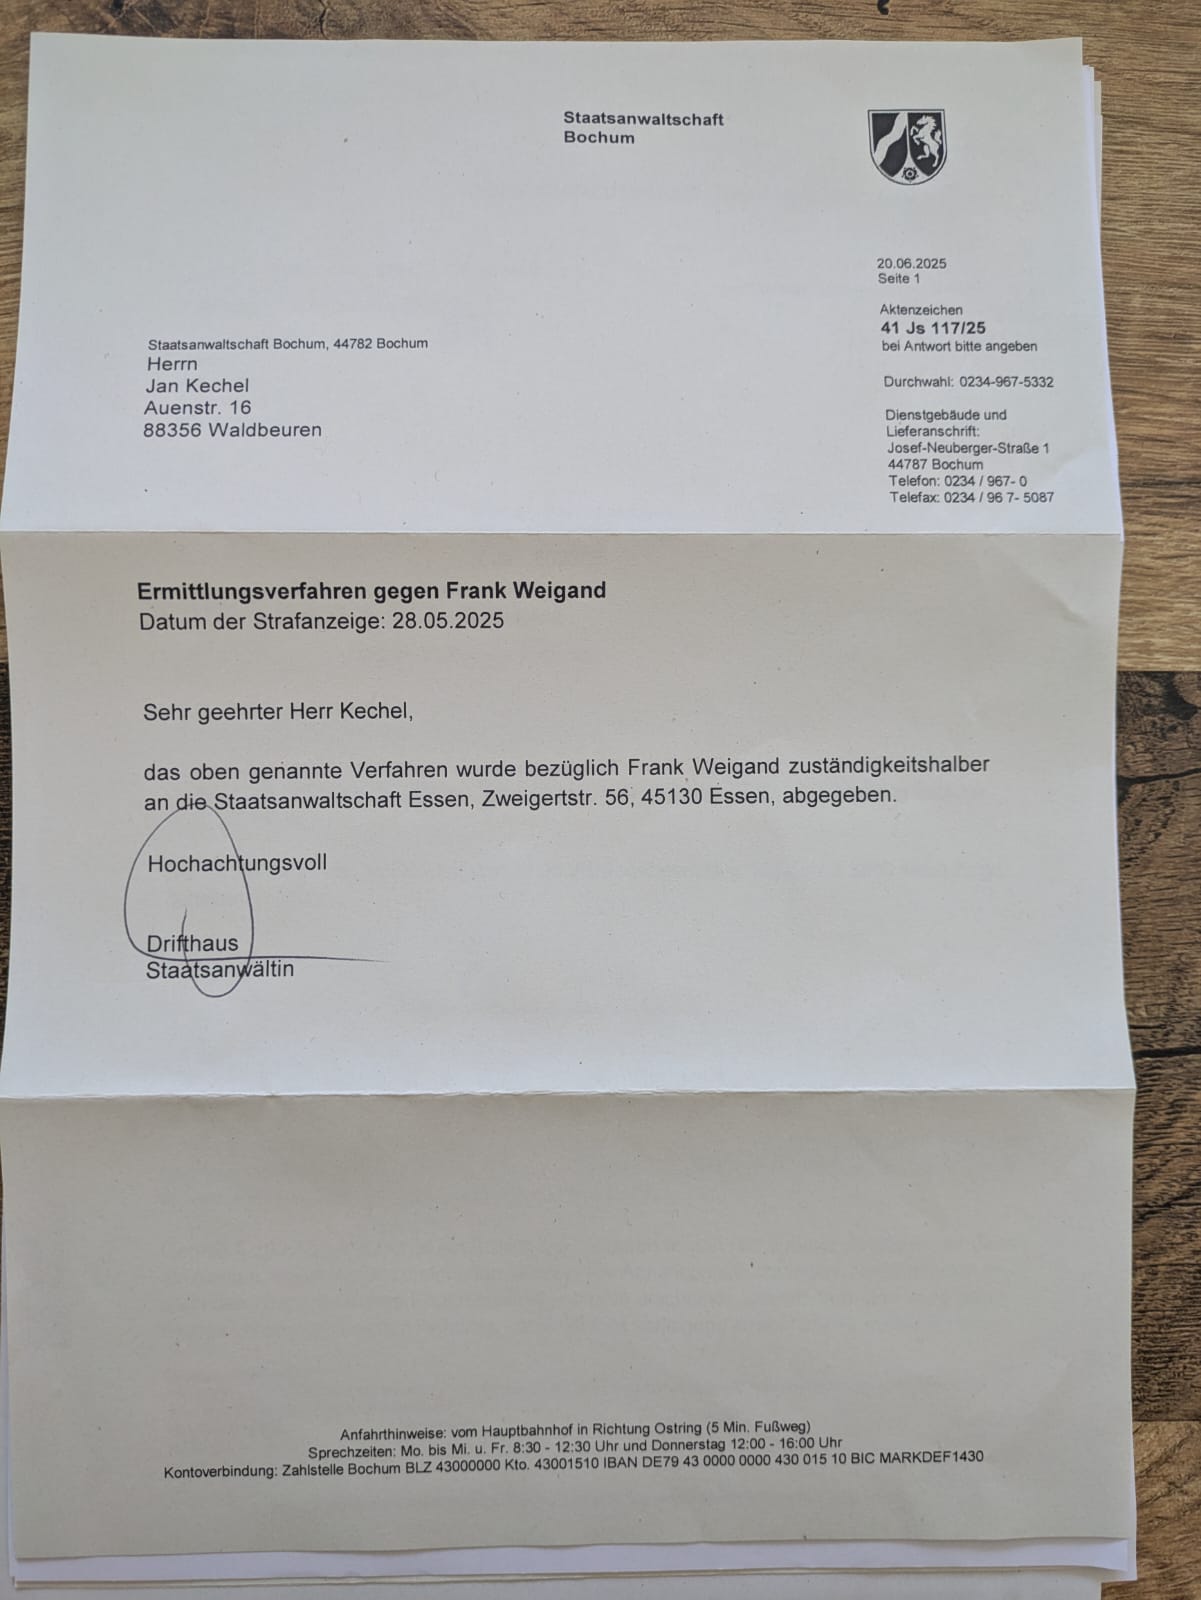 Staatsanwaltschaft
Bochum
20.06.2025
Seite 1
Aktenzeichen
41 Js 117/25
bei Antwort bitte angeben
Durchwahl: 0234-967-5332
Dienstgebäude und
Lieferanschrift:
Josef-Neuberger-Straße 1
44787 Bochum
Telefon: 0234 / 967- 0
Telefax: 0234 / 96 7- 5087
Staatsanwaltschaft Bochum, 44782 Bochum
Herrn
Jan Kechel
Auenstr. 16
88356 Waldbeuren
Ermittlungsverfahren gegen Frank Weigand
Datum der Strafanzeige: 28.05.2025
Sehr geehrter Herr Kechel,
das oben genannte Verfahren wurde bezüglich Frank Weigand zuständigkeitshalber
an die Staatsanwaltschaft Essen, Zweigertstr. 56, 45130 Essen, abgegeben.
Hochachtungsvoll
Drifthaus
Staatsanwältin
Anfahrthinweise: vom Hauptbahnhof in Richtung Ostring (5 Min. Fußweg)
Sprechzeiten: Mo. bis Mi. u. Fr. 8:30 - 12:30 Uhr und Donnerstag 12:00 - 16:00 Uhr
Kontoverbindung: Zahlstelle Bochum BLZ 43000000 Kto. 43001510 IBAN DE79 43 0000 0000 430 015 10 BIC MARKDEF1430